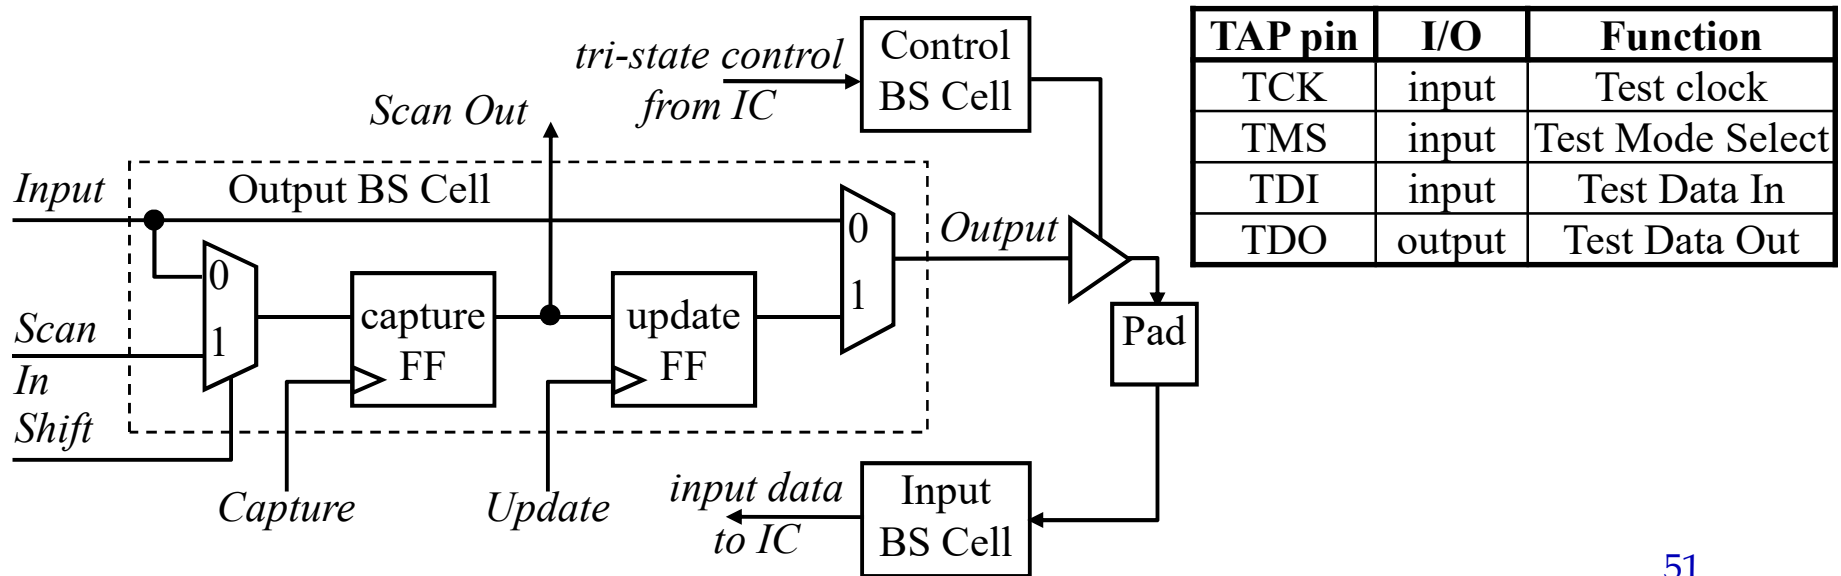 tri-state control
from IC
Control
BS Cell
Scan Out
Input
Output BS Cell
0
1
Scan
In
Shift
capture
FF
update
FF
0
1
Output
Pad
Capture
Update
input data
to IC
Input
BS Cell
TAP pin I/O Function
TCK input Test clock
TMS input Test Mode Select
TDI input Test Data In
TDO output Test Data Out
51